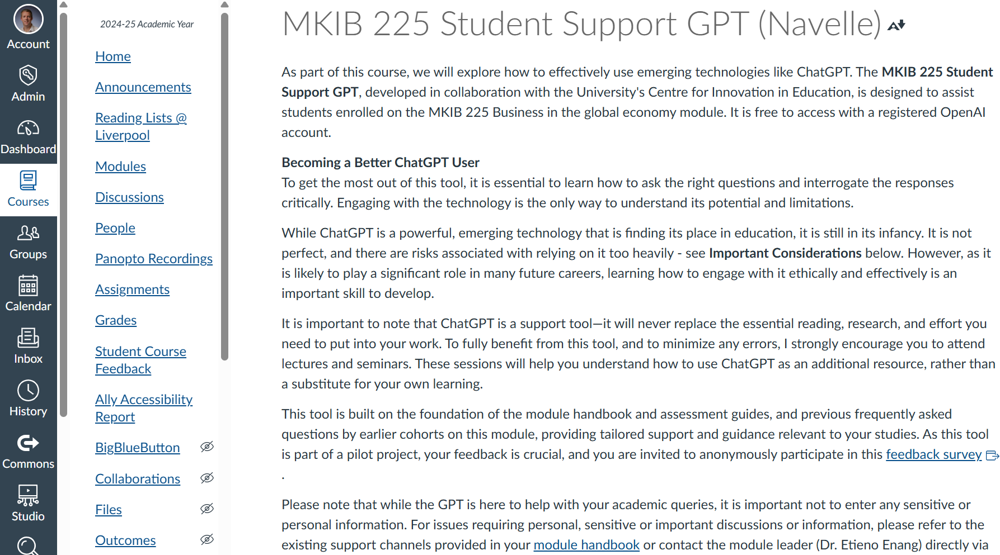 Account
Admin
Dashboard
Courses
Groups
Calendar
Inbox
History
Commons
Studio
2024-25 Academic Year
Home
Announcements
Reading Lists @
Liverpool
Modules
Discussions
People
Panopto Recordings
Assignments
Grades
Student Course
Feedback
Ally Accessibility
Report
BigBlueButton
Collaborations
Files
Outcomes
MKIB 225 Student Support GPT (Navelle)
As part of this course, we will explore how to effectively use emerging technologies like ChatGPT. The MKIB 225 Student
Support GPT, developed in collaboration with the University's Centre for Innovation in Education, is designed to assist
students enrolled on the MKIB 225 Business in the global economy module. It is free to access with a registered OpenAI
account.
Becoming a Better ChatGPT User
To get the most out of this tool, it is essential to learn how to ask the right questions and interrogate the responses
critically. Engaging with the technology is the only way to understand its potential and limitations.
While ChatGPT is a powerful, emerging technology that is finding its place in education, it is still in its infancy. It is not
perfect, and there are risks associated with relying on it too heavily - see Important Considerations below. However, as it
is likely to play a significant role in many future careers, learning how to engage with it ethically and effectively is an
important skill to develop.
It is important to note that ChatGPT is a support tool—it will never replace the essential reading, research, and effort you
need to put into your work. To fully benefit from this tool, and to minimize any errors, I strongly encourage you to attend
lectures and seminars. These sessions will help you understand how to use ChatGPT as an additional resource, rather than
a substitute for your own learning.
This tool is built on the foundation of the module handbook and assessment guides, and previous frequently asked
questions by earlier cohorts on this module, providing tailored support and guidance relevant to your studies. As this tool
is part of a pilot project, your feedback is crucial, and you are invited to anonymously participate in this feedback survey
.
Please note that while the GPT is here to help with your academic queries, it is important not to enter any sensitive or
personal information. For issues requiring personal, sensitive or important discussions or information, please refer to the
existing support channels provided in your module handbook or contact the module leader (Dr. Etieno Enang) directly via